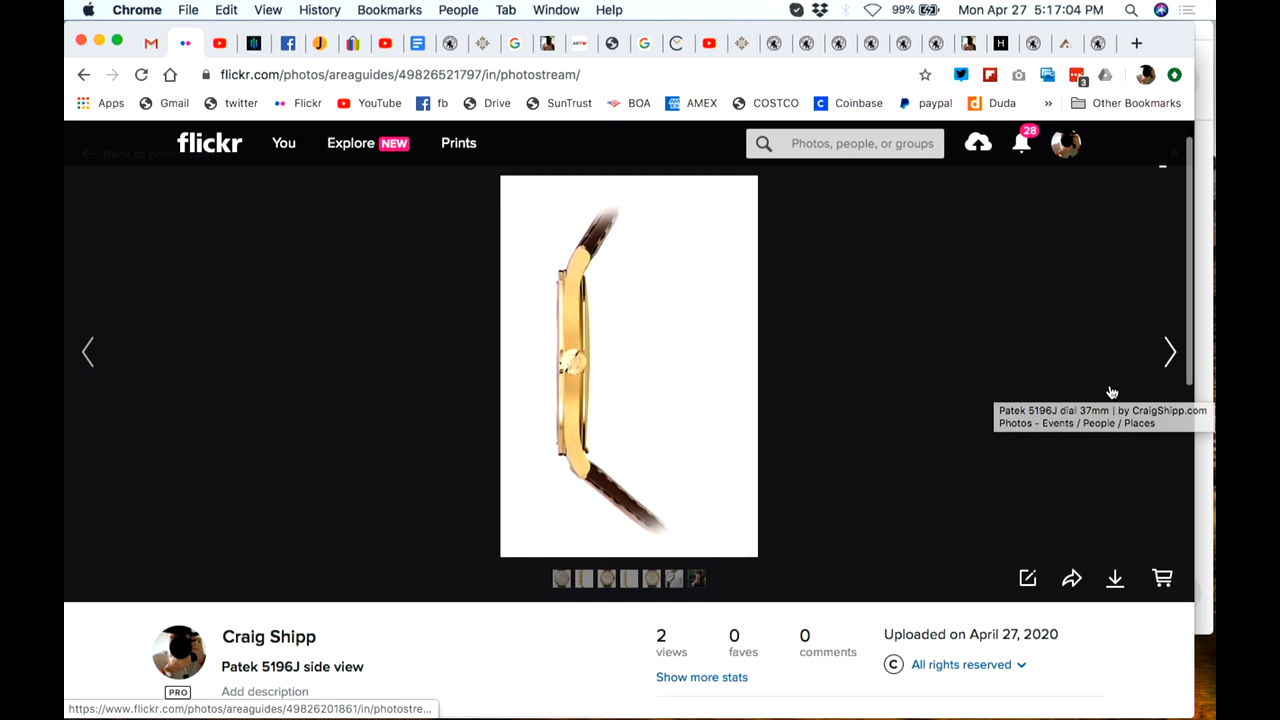 Chrome File Edit View History Bookmarks People Tab Window Help 99% Mon Apr 27 5:17:04 PM
flickr.com/photos/areaguides/49826521797/in/photostream/ 3
Apps Gmail twitter Flickr YouTube fb Drive SunTrust BOA AMEX COSTCO Coinbase paypal Duda » Other Bookmarks
flickr You Explore NEW Prints Photos, people, or groups 28
Back to photostream
Patek 5196J dial 37mm | by CraigShipp.com
Photos - Events / People / Places
Craig Shipp
Patek 5196J side view
PRO Add description
2 0 0
views faves comments
Show more stats
Uploaded on April 27, 2020
All rights reserved
https://www.flickr.com/photos/areaguides/49826201861/in/photostre...